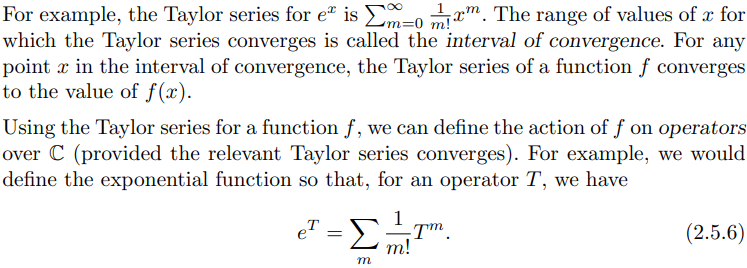 For example, the Taylor series for $e^x$ is $\sum_{m=0}^{\infty} \frac{1}{m!} x^m$. The range of values of $x$ for
which the Taylor series converges is called the interval of convergence. For any
point $x$ in the interval of convergence, the Taylor series of a function $f$ converges
to the value of $f(x)$.
Using the Taylor series for a function $f$, we can define the action of $f$ on operators
over $\mathbb{C}$ (provided the relevant Taylor series converges). For example, we would
define the exponential function so that, for an operator $T$, we have
$e^T = \sum_{m} \frac{1}{m!} T^m.$ (2.5.6)